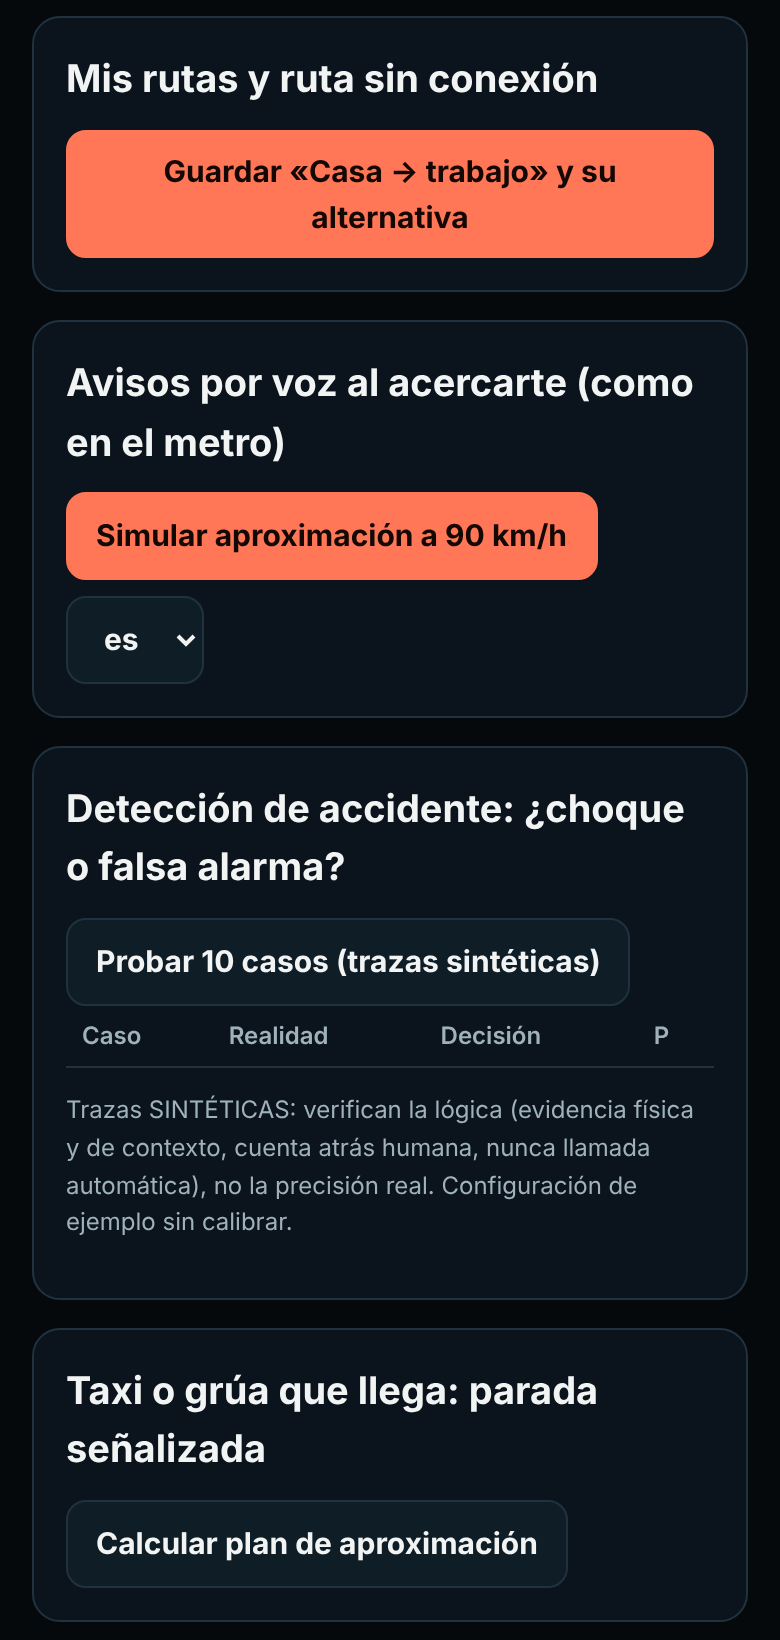 Mis rutas y ruta sin conexión
Guardar «Casa → trabajo» y su
alternativa
Avisos por voz al acercarte (como
en el metro)
Simular aproximación a 90 km/h
es
Detección de accidente: ¿choque
o falsa alarma?
Probar 10 casos (trazas sintéticas)
Caso Realidad Decisión P
Trazas SINTÉTICAS: verifican la lógica (evidencia física
y de contexto, cuenta atrás humana, nunca llamada
automática), no la precisión real. Configuración de
ejemplo sin calibrar.
Taxi o grúa que llega: parada
señalizada
Calcular plan de aproximación